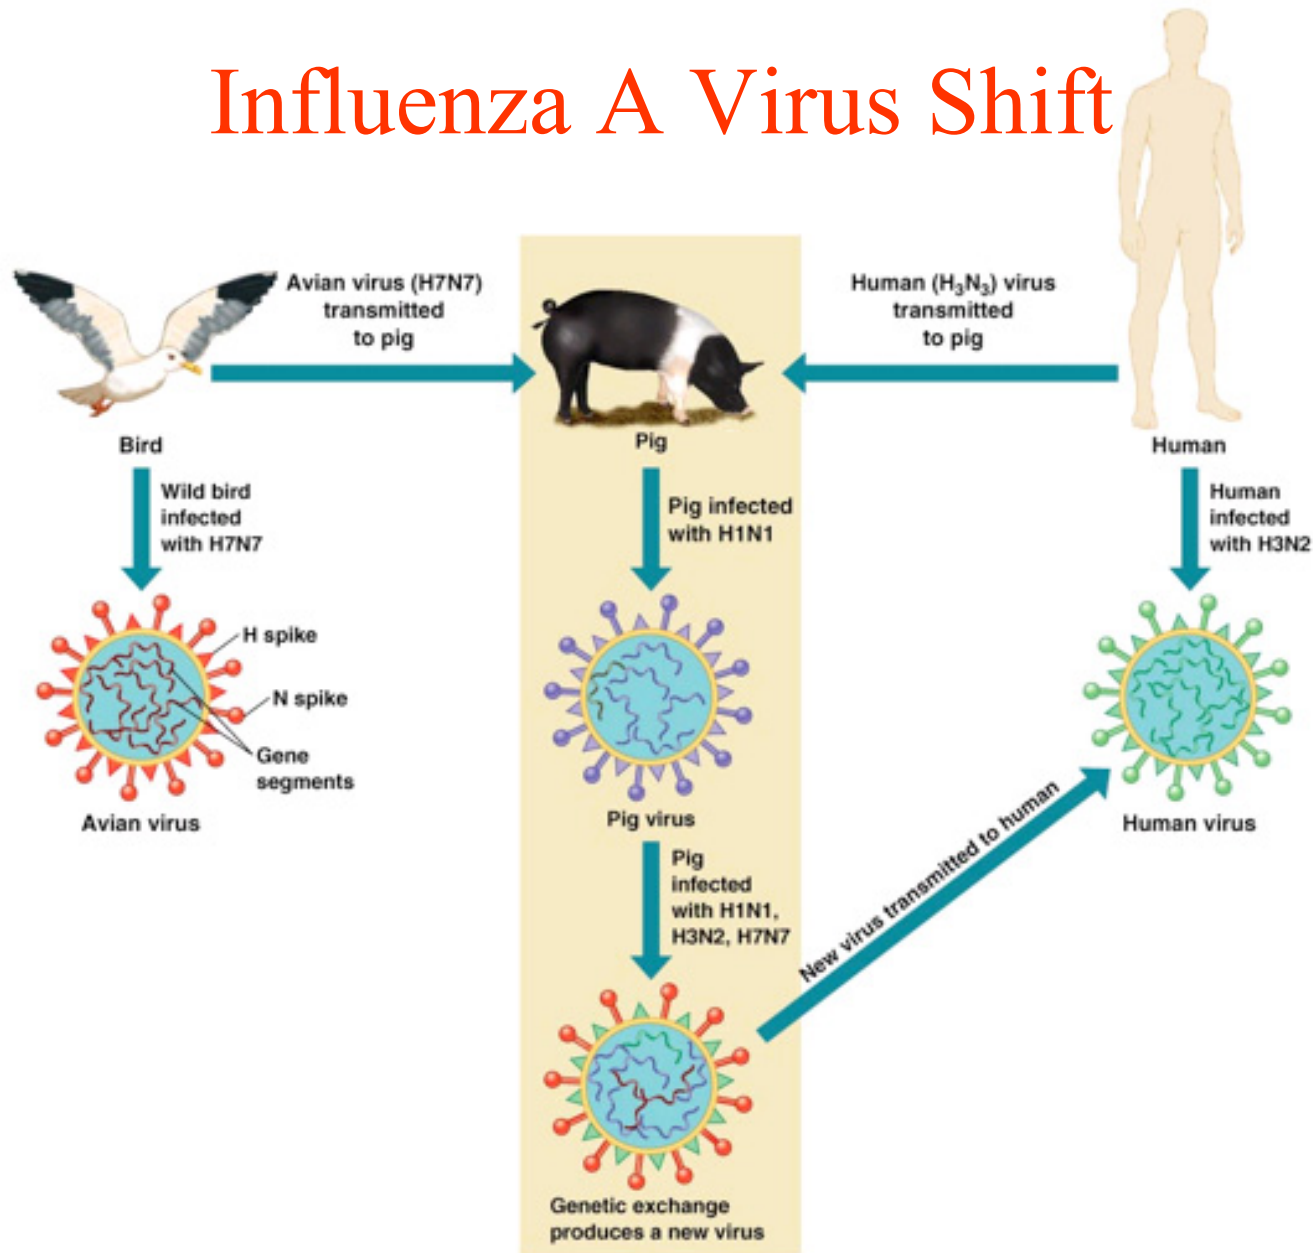 Influenza A Virus Shift
Avian virus (H7N7)
transmitted
to pig
Human (H₃N₃) virus
transmitted
to pig
Bird
Pig
Human
Wild bird
infected
with H7N7
Pig infected
with H1N1
Human
infected
with H3N2
H spike
N spike
Gene
segments
Avian virus
Pig virus
Human virus
Pig
infected
with H1N1,
H3N2, H7N7
New virus transmitted to human
Genetic exchange
produces a new virus